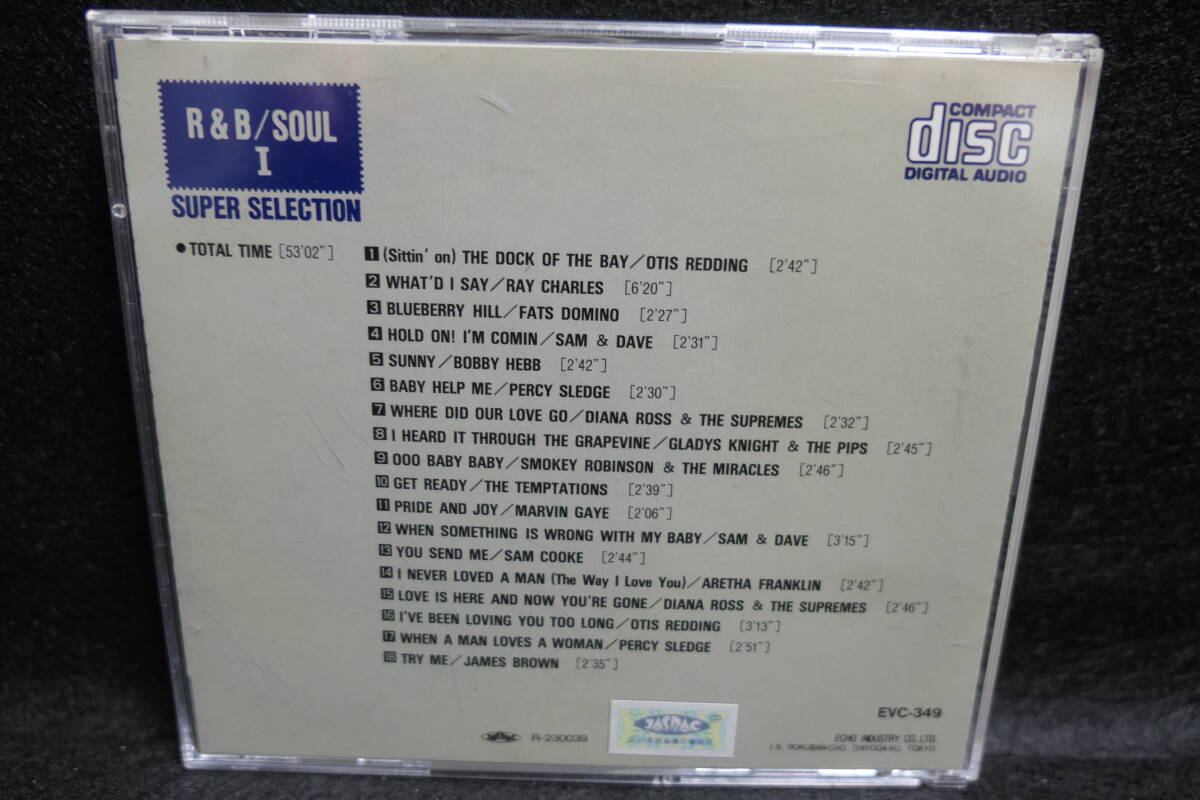 R & B/SOUL
I
SUPER SELECTION
COMPACT
disc
DIGITAL AUDIO
● TOTAL TIME [53'02"]
1 (Sittin' on) THE DOCK OF THE BAY/OTIS REDDING [2'42"]
2 WHAT'D I SAY/RAY CHARLES [6'20"]
3 BLUEBERRY HILL/FATS DOMINO [2'27"]
4 HOLD ON! I'M COMIN/SAM & DAVE [2'31"]
5 SUNNY/BOBBY HEBB [2'42"]
6 BABY HELP ME/PERCY SLEDGE [2'30"]
7 WHERE DID OUR LOVE GO/DIANA ROSS & THE SUPREMES [2'32"]
8 I HEARD IT THROUGH THE GRAPEVINE/GLADYS KNIGHT & THE PIPS [2'45"]
9 OOO BABY BABY/SMOKEY ROBINSON & THE MIRACLES [2'46"]
10 GET READY/THE TEMPTATIONS [2'39"]
11 PRIDE AND JOY/MARVIN GAYE [2'06"]
12 WHEN SOMETHING IS WRONG WITH MY BABY/SAM & DAVE [3'15"]
13 YOU SEND ME/SAM COOKE [2'44"]
14 I NEVER LOVED A MAN (The Way I Love You)/ARETHA FRANKLIN [2'42"]
15 LOVE IS HERE AND NOW YOU'RE GONE/DIANA ROSS & THE SUPREMES [2'46"]
16 I'VE BEEN LOVING YOU TOO LONG/OTIS REDDING [3'13"]
17 WHEN A MAN LOVES A WOMAN/PERCY SLEDGE [2'51"]
18 TRY ME/JAMES BROWN [2'35"]
EVC-349
R-230039
JASRAC
ECHO INDUSTRY CO., LTD.
1-9, ROKUBAN-CHO, CHIYODA-KU, TOKYO